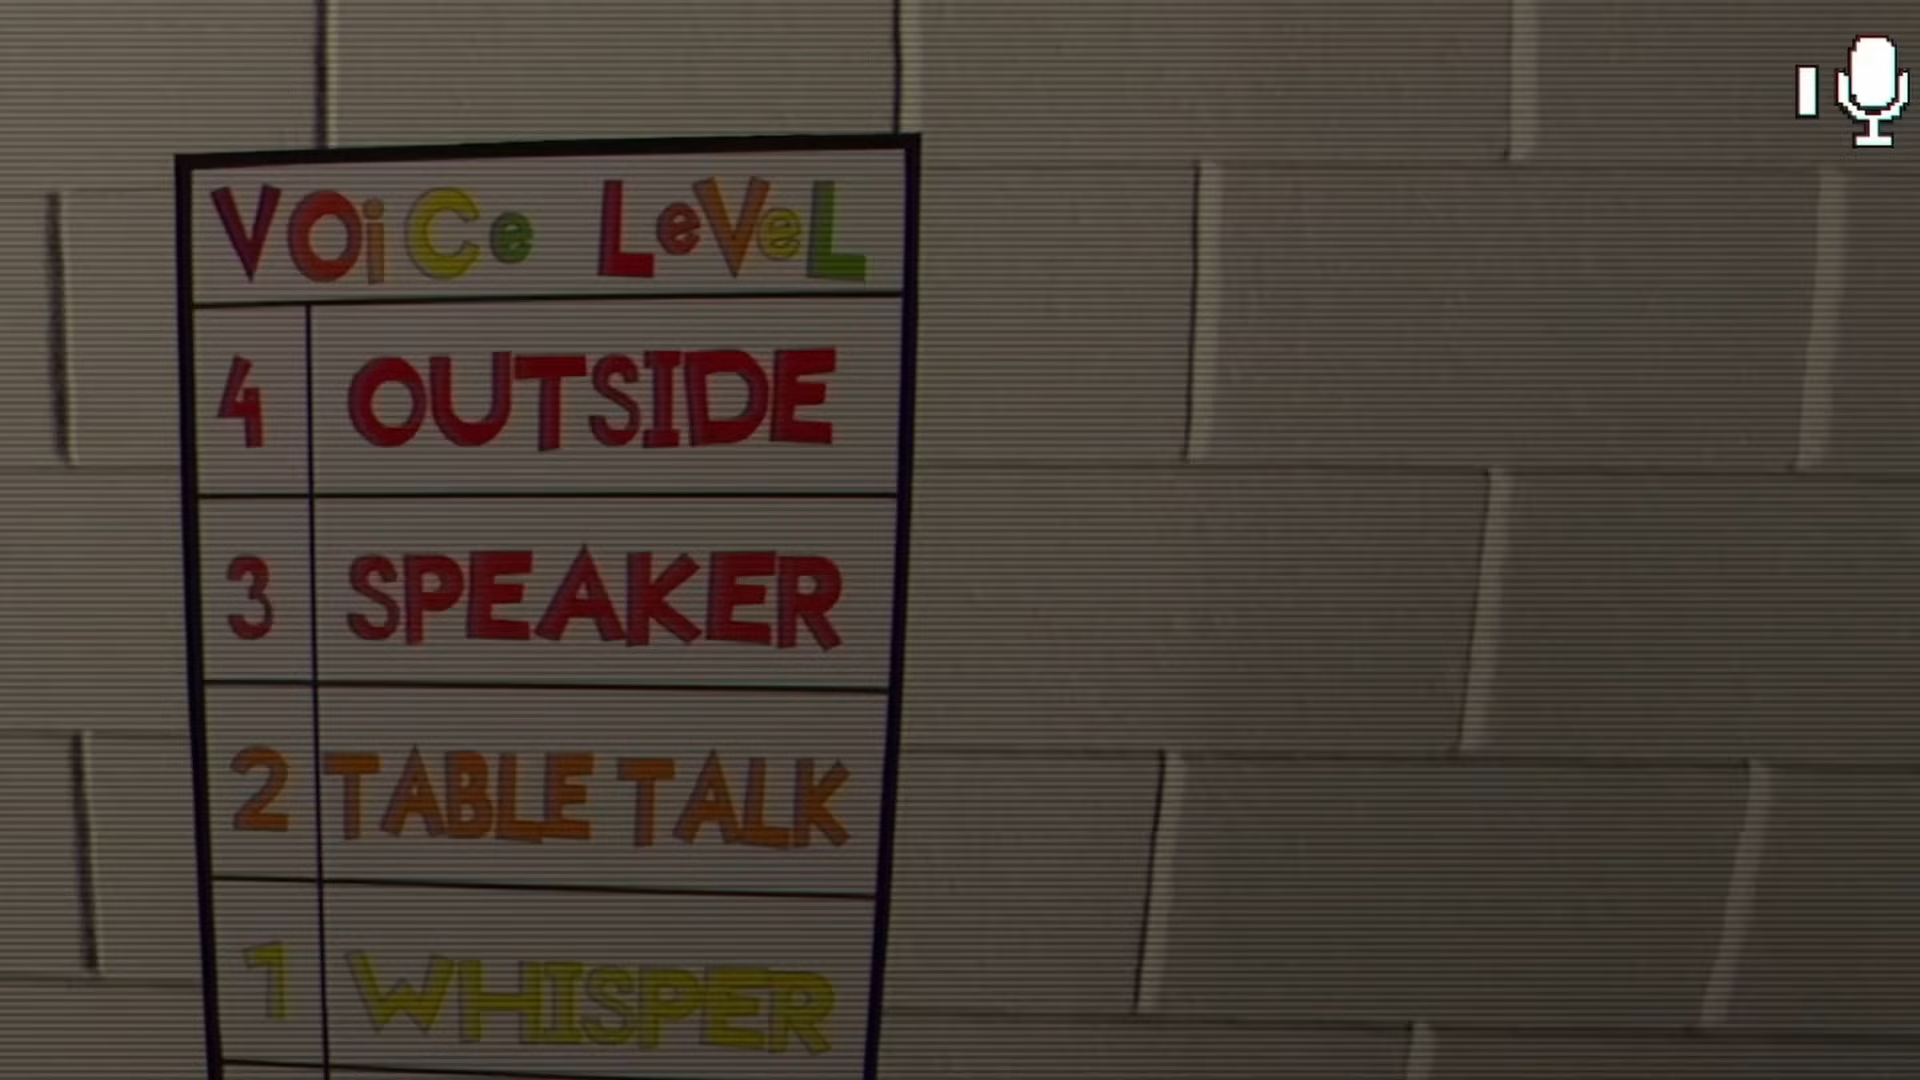 VOiCe LeVeL
4 OUTSIDE
3 SPEAKER
2 TABLE TALK
1 WHISPER